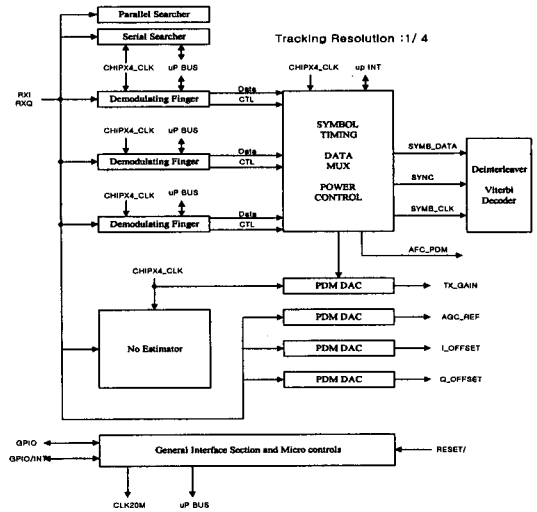 Parallel Searcher
Serial Searcher
Tracking Resolution :1/ 4
CHIPX4_CLK uP BUS
CHIPX4_CLK up INT
RXI
RXQ
Demodulating Finger
Data
CTL
CHIPX4_CLK uP BUS
Demodulating Finger
Data
CTL
CHIPX4_CLK uP BUS
Demodulating Finger
Data
CTL
SYMBOL
TIMING
DATA
MUX
POWER
CONTROL
SYMB_DATA
SYNC
SYMB_CLK
Deinterleaver
Viterbi
Decoder
AFC_PDM
CHIPX4_CLK
PDM DAC
TX_GAIN
No Estimator
PDM DAC
AGC_REF
PDM DAC
I_OFFSET
PDM DAC
Q_OFFSET
GPIO
GPIO/INT
General Interface Section and Micro controls
RESET/
CLK20M
uP BUS